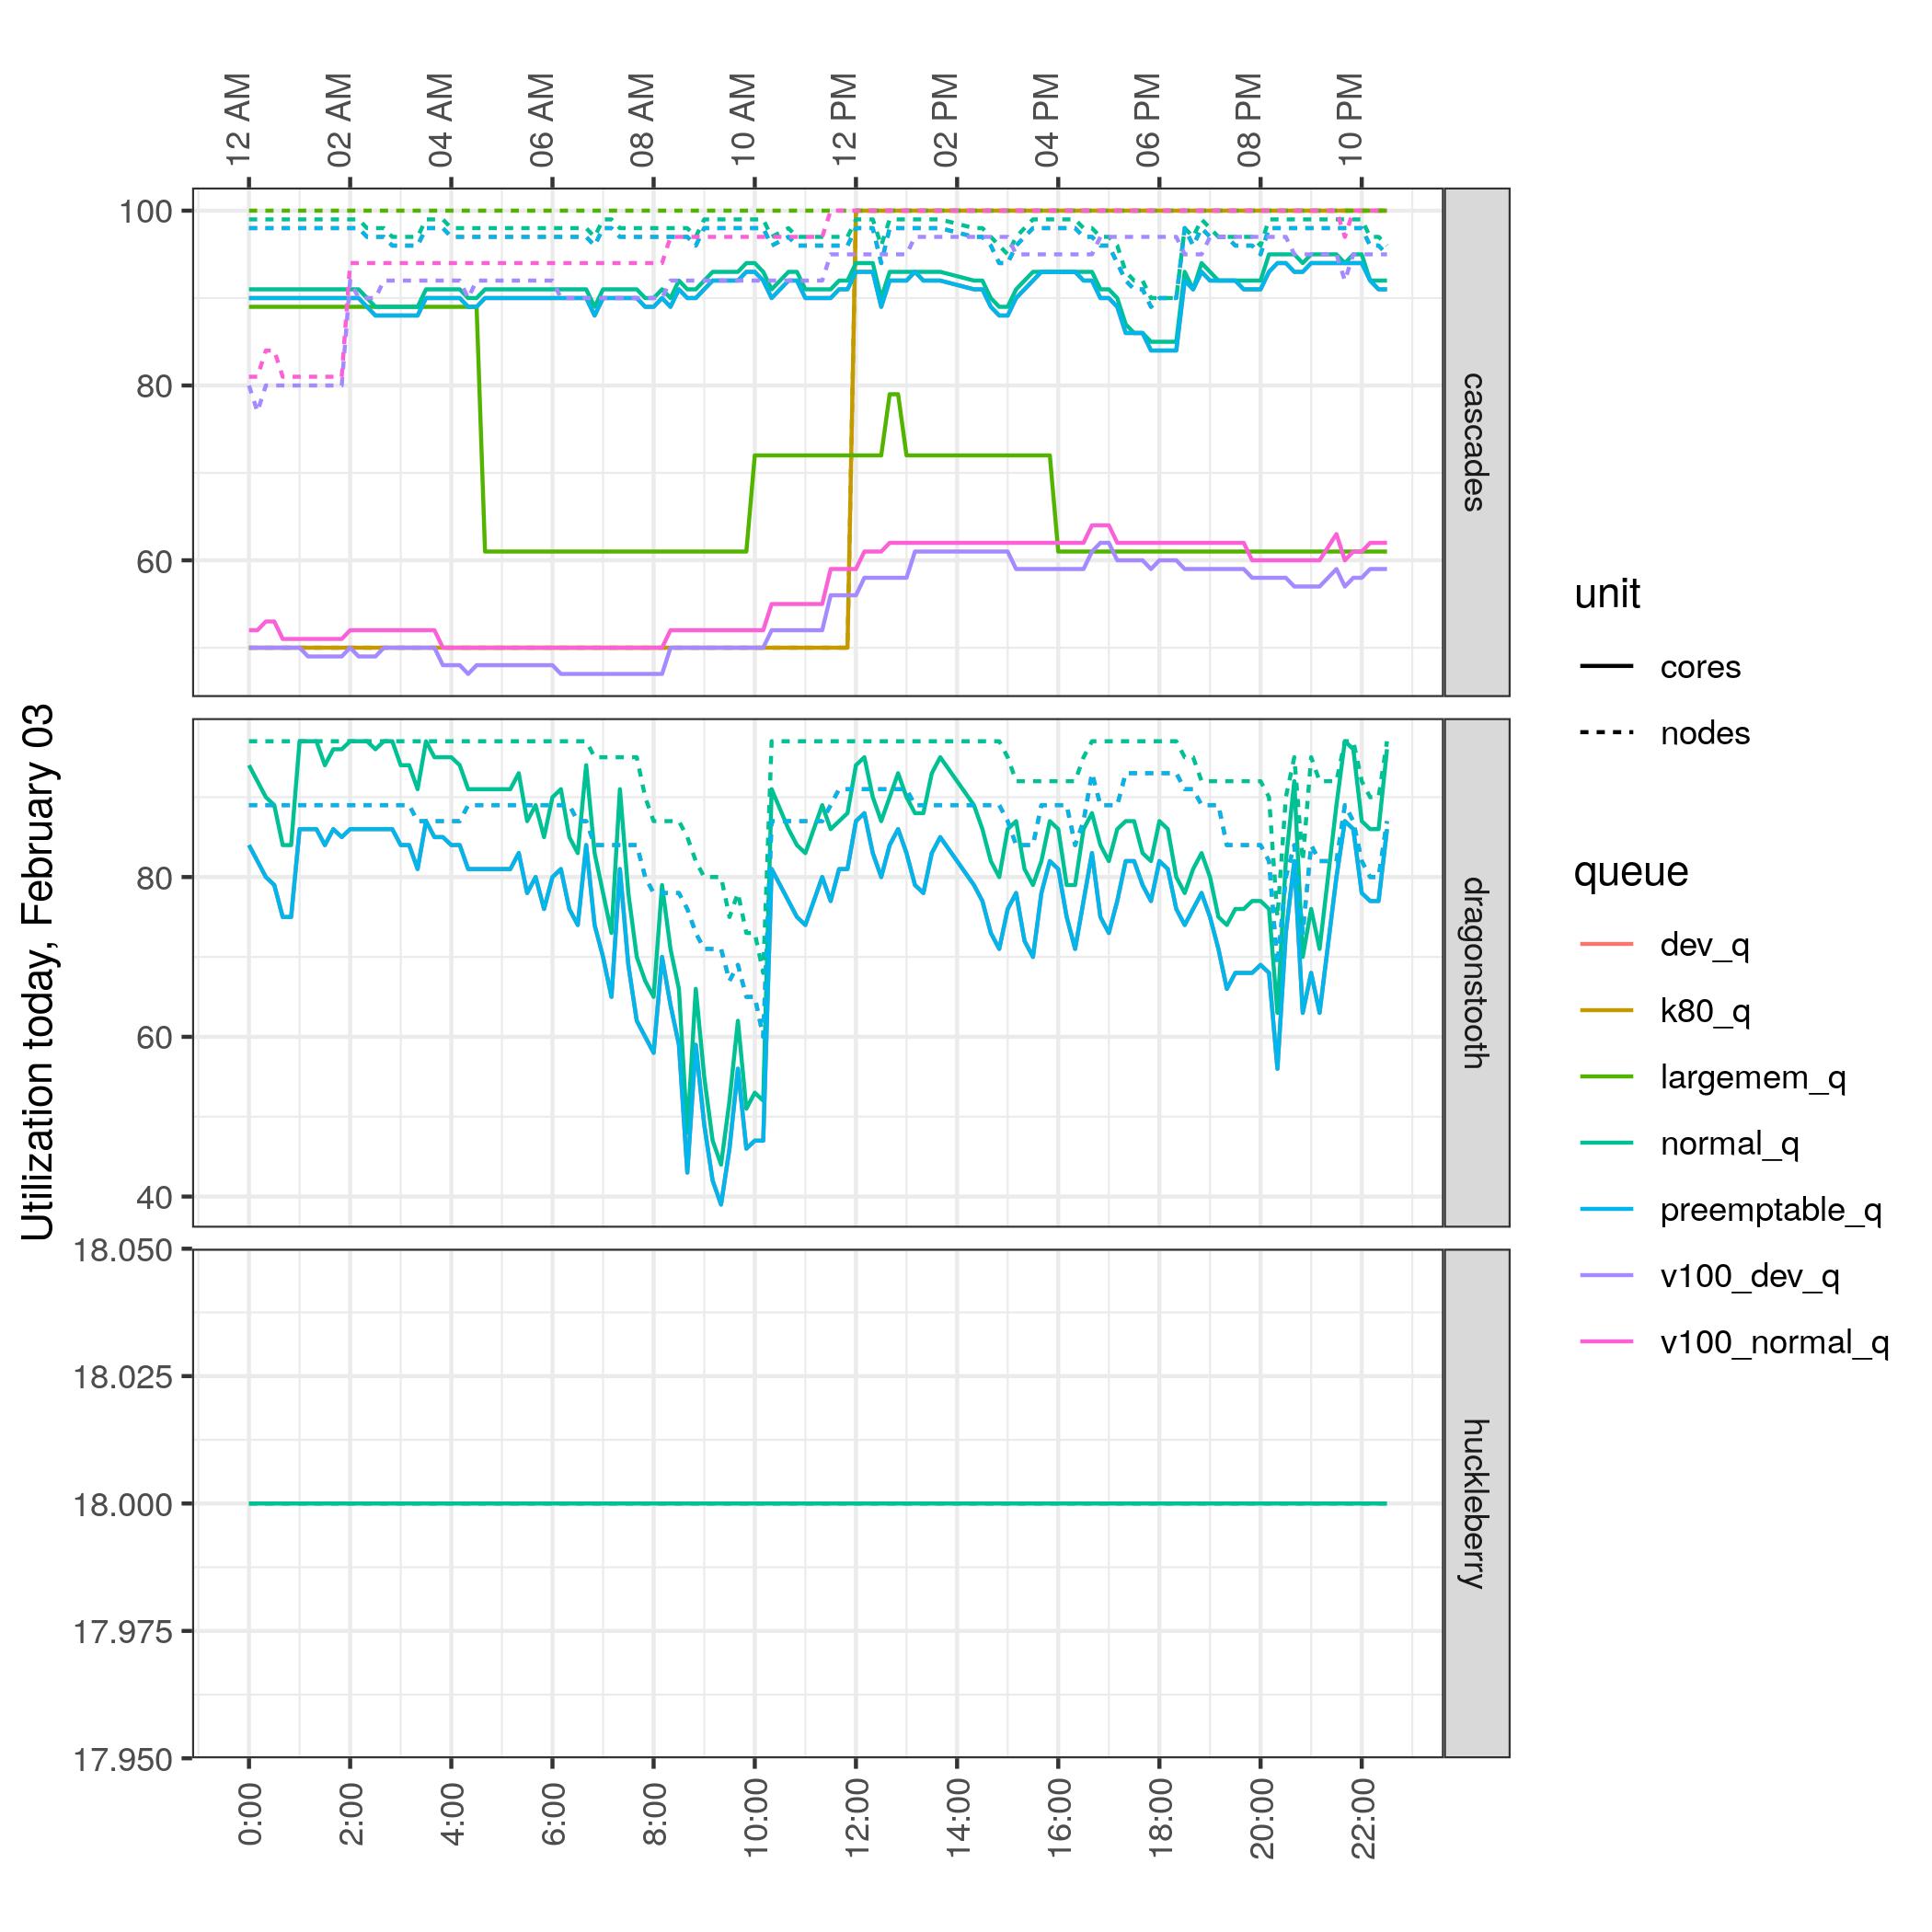 12 AM
02 AM
04 AM
06 AM
08 AM
10 AM
12 PM
02 PM
04 PM
06 PM
08 PM
10 PM
Utilization today, February 03
100
80
60
cascades
80
60
40
dragonstooth
18.050
18.025
18.000
17.975
17.950
huckleberry
0:00
2:00
4:00
6:00
8:00
10:00
12:00
14:00
16:00
18:00
20:00
22:00
unit
cores
nodes
queue
dev_q
k80_q
largemem_q
normal_q
preemptable_q
v100_dev_q
v100_normal_q